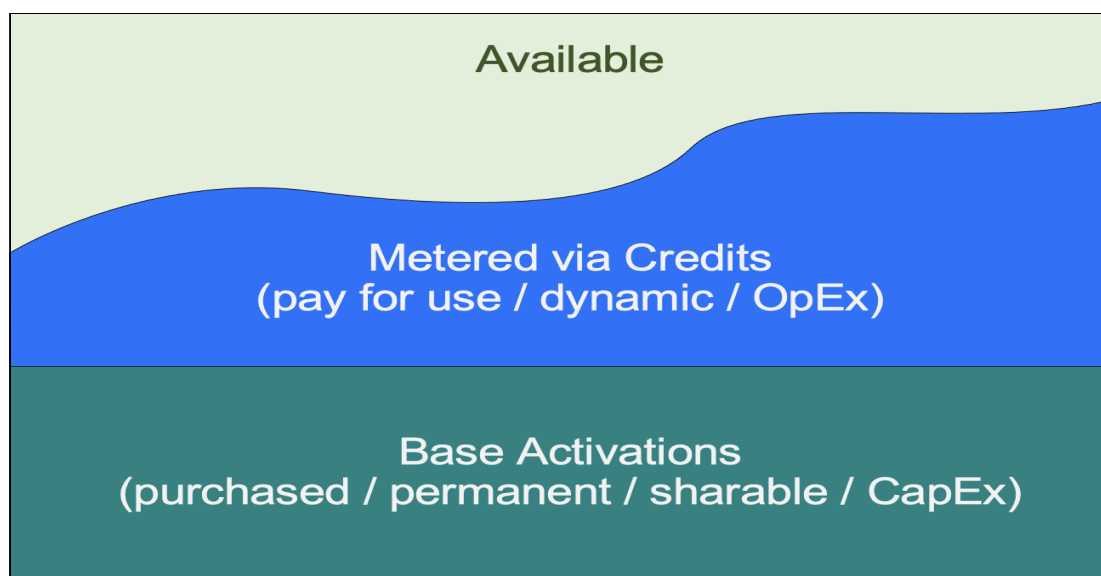 Available
Metered via Credits
(pay for use / dynamic / OpEx)
Base Activations
(purchased / permanent / sharable / CapEx)